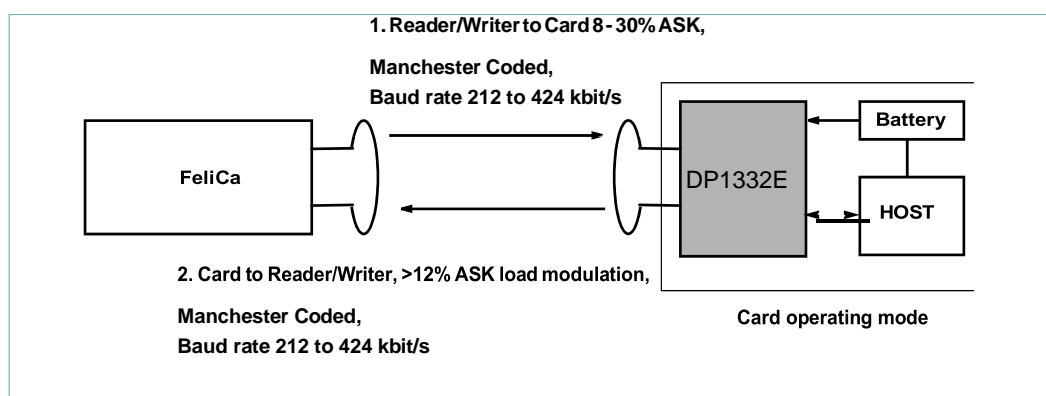 1. Reader/Writer to Card 8 - 30% ASK,
Manchester Coded,
Baud rate 212 to 424 kbit/s
FeliCa
DP1332E
Battery
HOST
2. Card to Reader/Writer, >12% ASK load modulation,
Manchester Coded,
Baud rate 212 to 424 kbit/s
Card operating mode